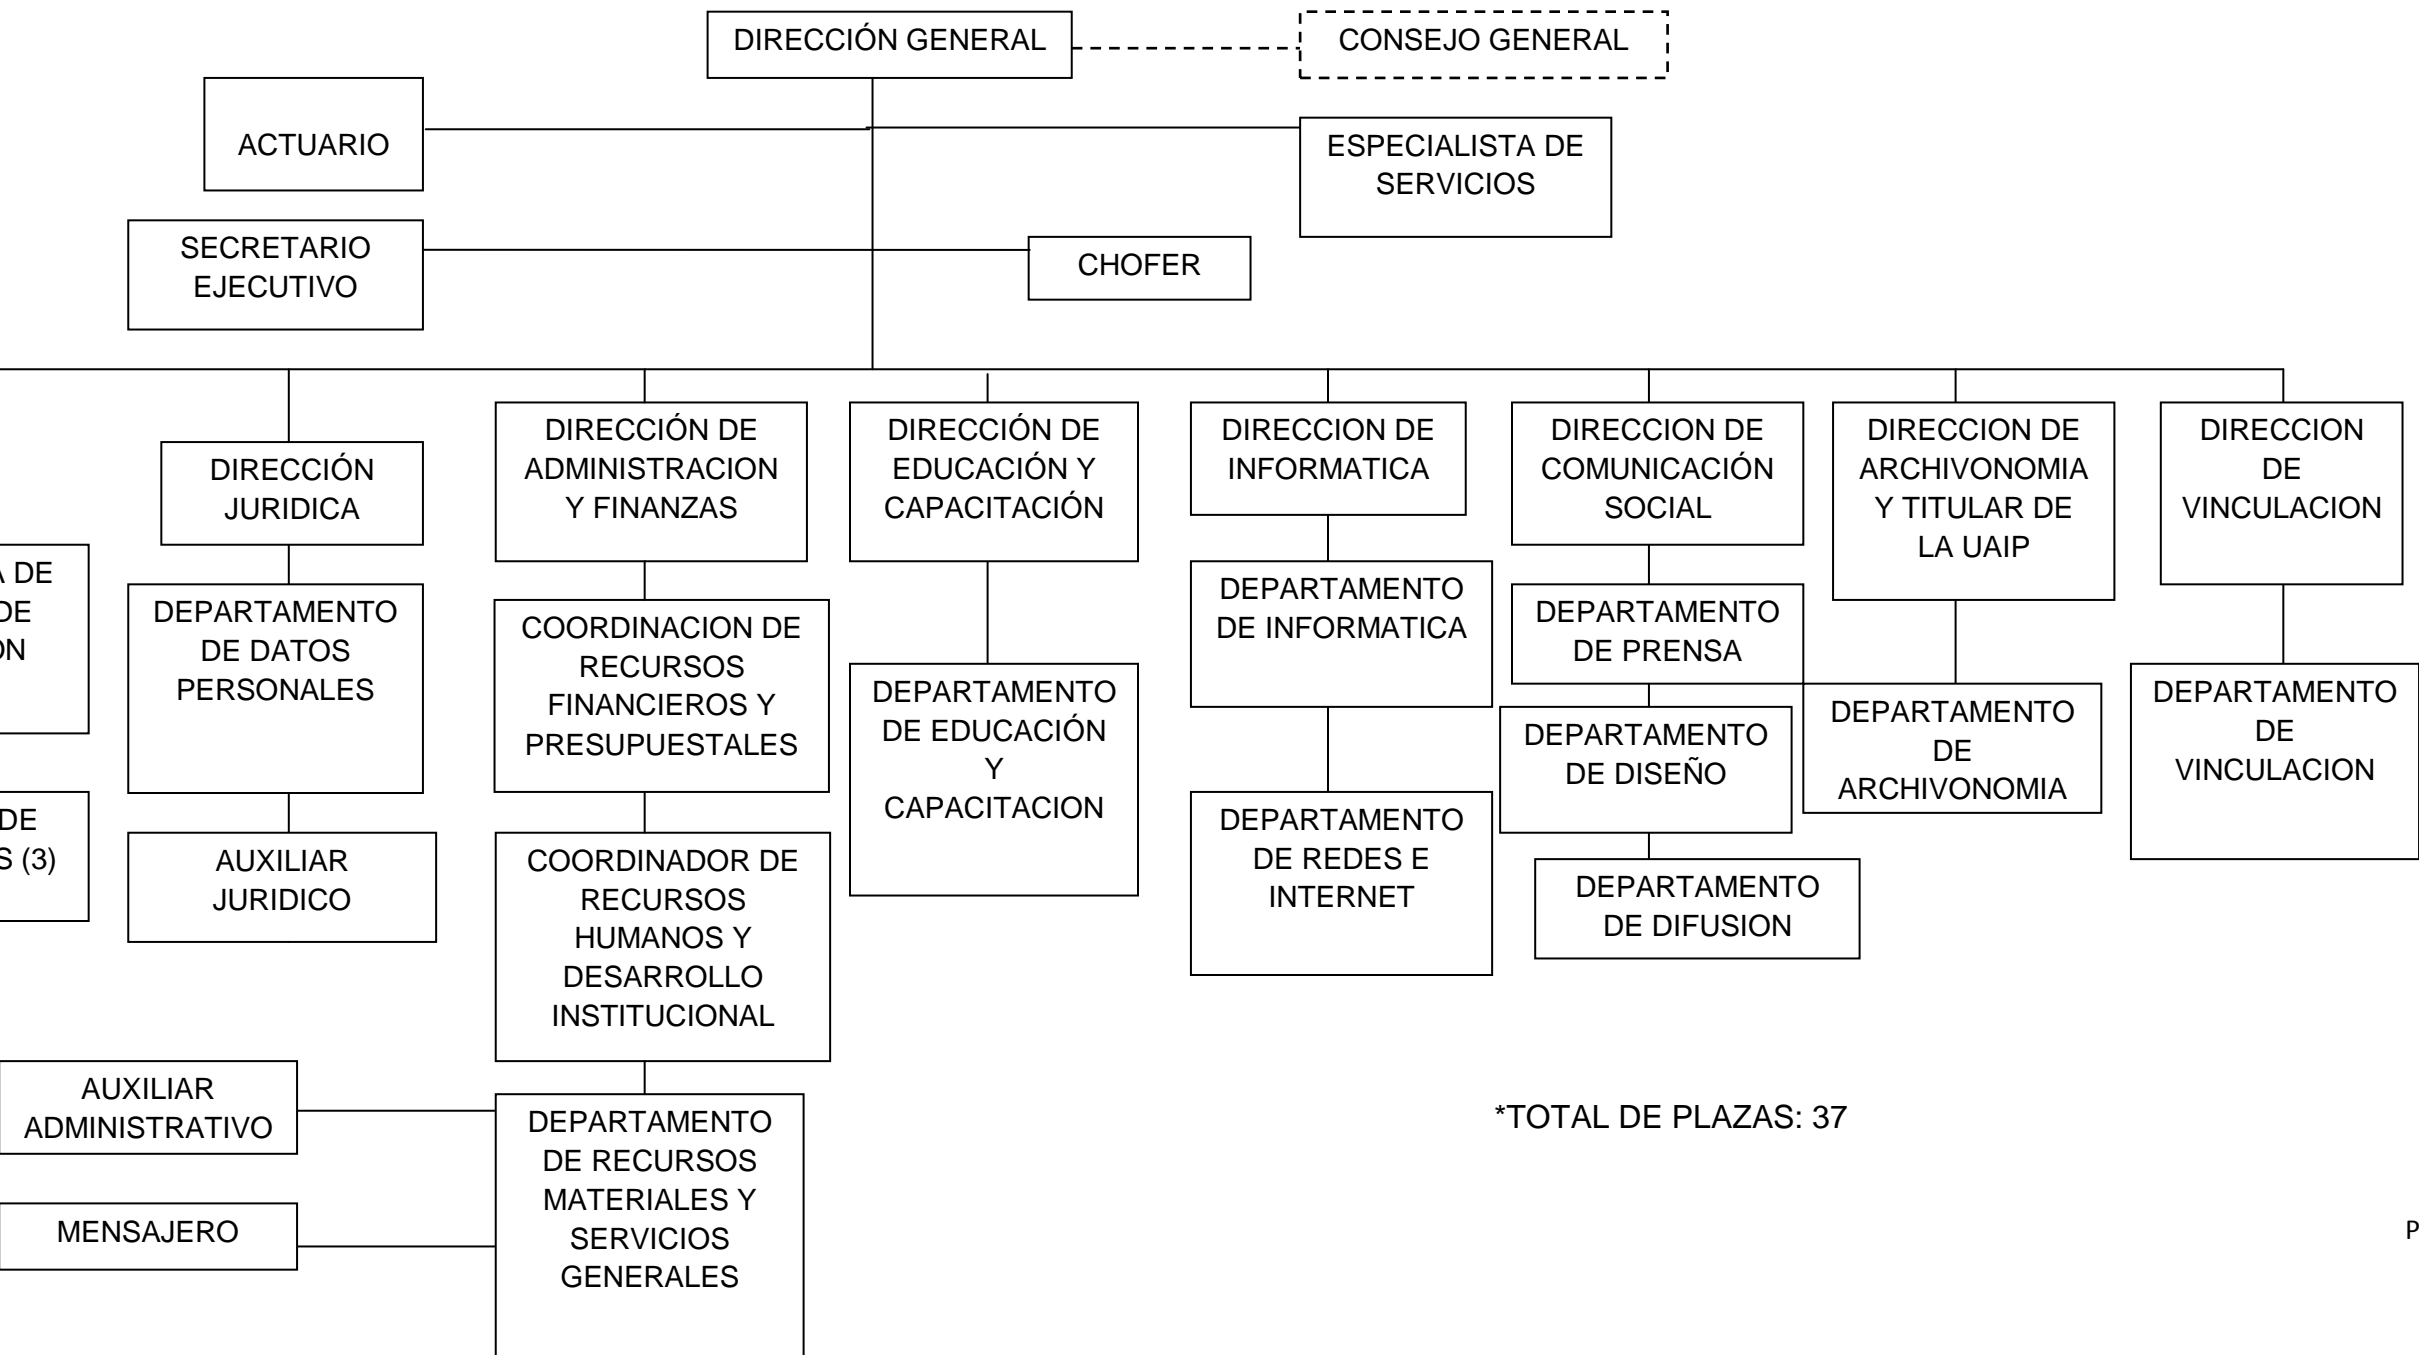 DIRECCIÓN GENERAL
CONSEJO GENERAL
ACTUARIO
ESPECIALISTA DE
SERVICIOS
SECRETARIO
EJECUTIVO
CHOFER
DE
DE
DE
S (3)
DIRECCIÓN
JURIDICA
DEPARTAMENTO
DE DATOS
PERSONALES
AUXILIAR
JURIDICO
DIRECCIÓN DE
ADMINISTRACION
Y FINANZAS
COORDINACION DE
RECURSOS
FINANCIEROS Y
PRESUPUESTALES
COORDINADOR DE
RECURSOS
HUMANOS Y
DESARROLLO
INSTITUCIONAL
DEPARTAMENTO
DE RECURSOS
MATERIALES Y
SERVICIOS
GENERALES
AUXILIAR
ADMINISTRATIVO
MENSAJERO
DIRECCIÓN DE
EDUCACIÓN Y
CAPACITACIÓN
DEPARTAMENTO
DE EDUCACIÓN
Y
CAPACITACION
DIRECCION DE
INFORMATICA
DEPARTAMENTO
DE INFORMATICA
DEPARTAMENTO
DE REDES E
INTERNET
DIRECCION DE
COMUNICACIÓN
SOCIAL
DEPARTAMENTO
DE PRENSA
DEPARTAMENTO
DE DISEÑO
DEPARTAMENTO
DE DIFUSION
DIRECCION DE
ARCHIVONOMIA
Y TITULAR DE
LA UAIP
DEPARTAMENTO
DE
ARCHIVONOMIA
DIRECCION
DE
VINCULACION
DEPARTAMENTO
DE
VINCULACION
*TOTAL DE PLAZAS: 37
P